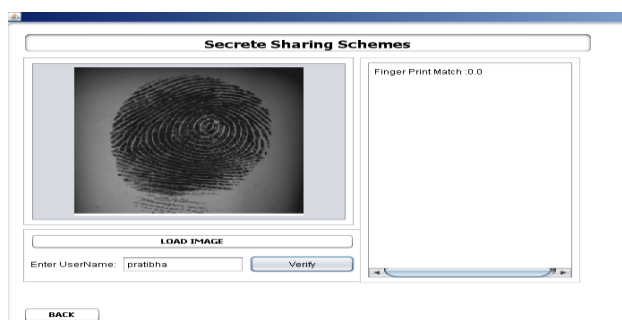 Secrete Sharing Schemes
Finger Print Match :0.0
LOAD IMAGE
Enter UserName: pratibha Verify
BACK